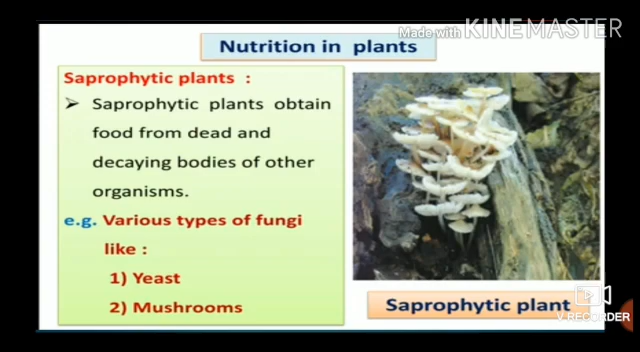 Made with KINEMASTER
Nutrition in plants
Saprophytic plants :
➢ Saprophytic plants obtain
food from dead and
decaying bodies of other
organisms.
e.g. Various types of fungi
like :
1) Yeast
2) Mushrooms
Saprophytic plant
V RECORDER